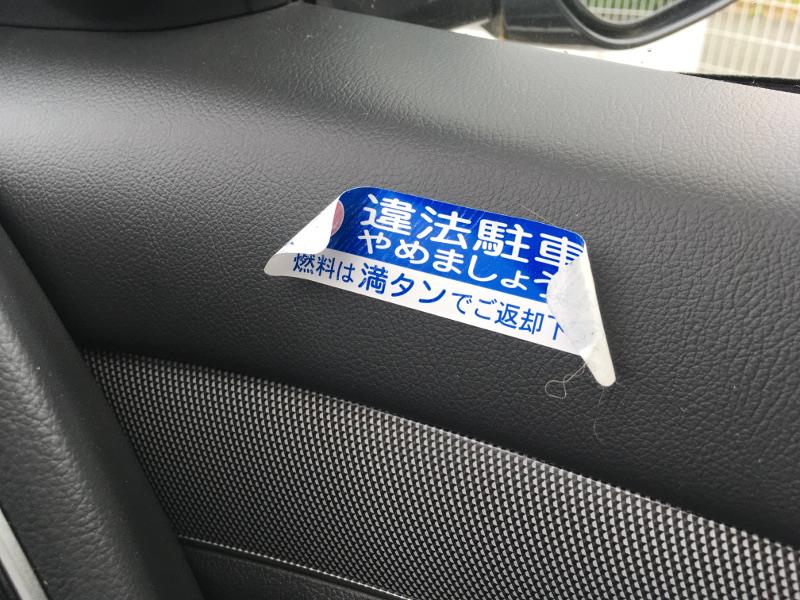 違法駐車
やめましょう
燃料は満タンでご返却下